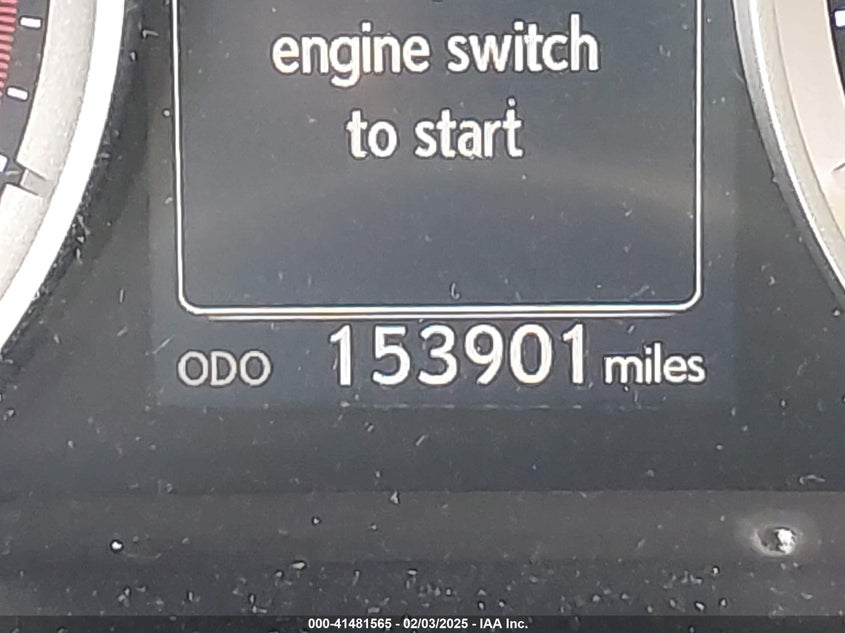 engine switch
to start
ODO 153901 miles
000-41481565 - 02/03/2025 - IAA Inc.